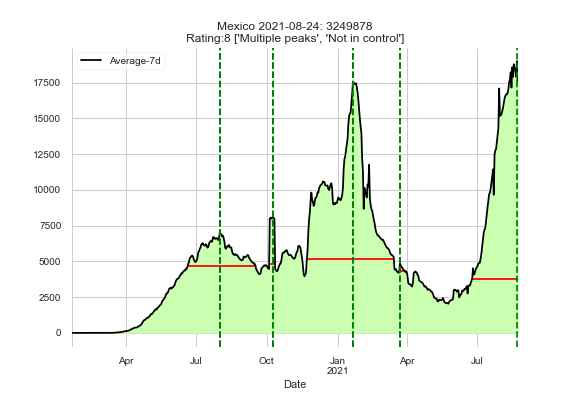 Mexico 2021-08-24: 3249878
Rating:8 ['Multiple peaks', 'Not in control']
Average-7d
17500
15000
12500
10000
7500
5000
2500
0
Apr Jul Oct Jan Apr Jul
2021
Date